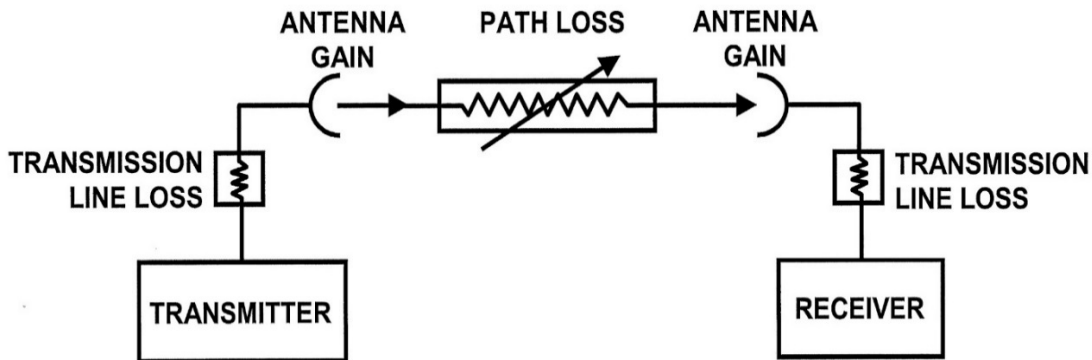 ANTENNA
GAIN
PATH LOSS
ANTENNA
GAIN
TRANSMISSION
LINE LOSS
TRANSMISSION
LINE LOSS
TRANSMITTER
RECEIVER